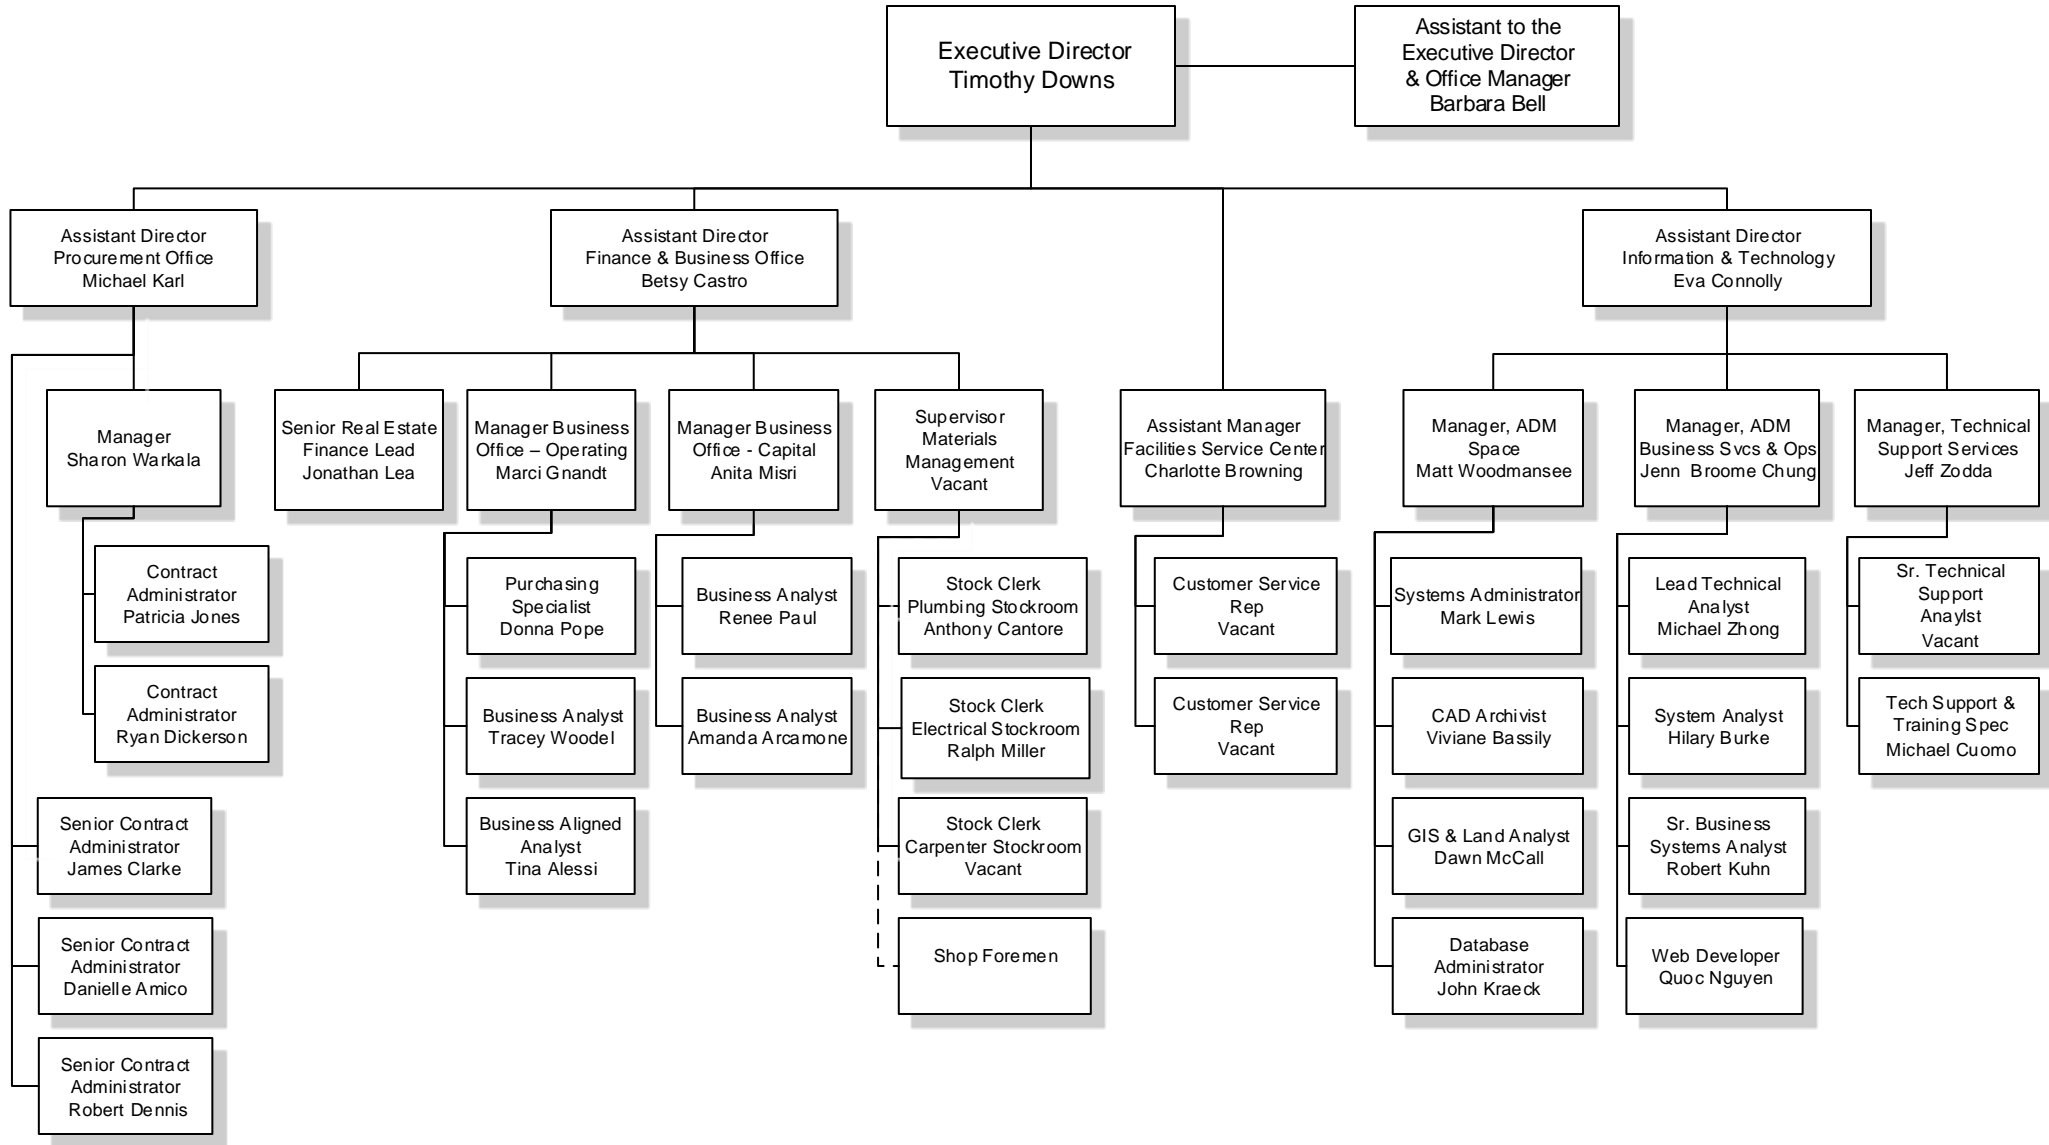 Executive Director
Timothy Downs
Assistant to the
Executive Director
& Office Manager
Barbara Bell
Assistant Director
Procurement Office
Michael Karl
Assistant Director
Finance & Business Office
Betsy Castro
Assistant Director
Information & Technology
Eva Connolly
Manager
Sharon Warkala
Senior Real Estate
Finance Lead
Jonathan Lea
Manager Business
Office – Operating
Marci Gnandt
Manager Business
Office - Capital
Anita Misri
Supervisor
Materials
Management
Vacant
Assistant Manager
Facilities Service Center
Charlotte Browning
Manager, ADM
Space
Matt Woodmansee
Manager, ADM
Business Svcs & Ops
Jenn Broome Chung
Manager, Technical
Support Services
Jeff Zodda
Contract
Administrator
Patricia Jones
Contract
Administrator
Ryan Dickerson
Senior Contract
Administrator
James Clarke
Senior Contract
Administrator
Danielle Amico
Senior Contract
Administrator
Robert Dennis
Purchasing
Specialist
Donna Pope
Business Analyst
Tracey Woodel
Business Aligned
Analyst
Tina Alessi
Business Analyst
Renee Paul
Business Analyst
Amanda Arcamone
Stock Clerk
Plumbing Stockroom
Anthony Cantore
Stock Clerk
Electrical Stockroom
Ralph Miller
Stock Clerk
Carpenter Stockroom
Vacant
Shop Foremen
Customer Service
Rep
Vacant
Customer Service
Rep
Vacant
Systems Administrator
Mark Lewis
CAD Archivist
Viviane Bassily
GIS & Land Analyst
Dawn McCall
Database
Administrator
John Kraeck
Lead Technical
Analyst
Michael Zhong
System Analyst
Hilary Burke
Sr. Business
Systems Analyst
Robert Kuhn
Web Developer
Quoc Nguyen
Sr. Technical
Support
Anaylst
Vacant
Tech Support &
Training Spec
Michael Cuomo